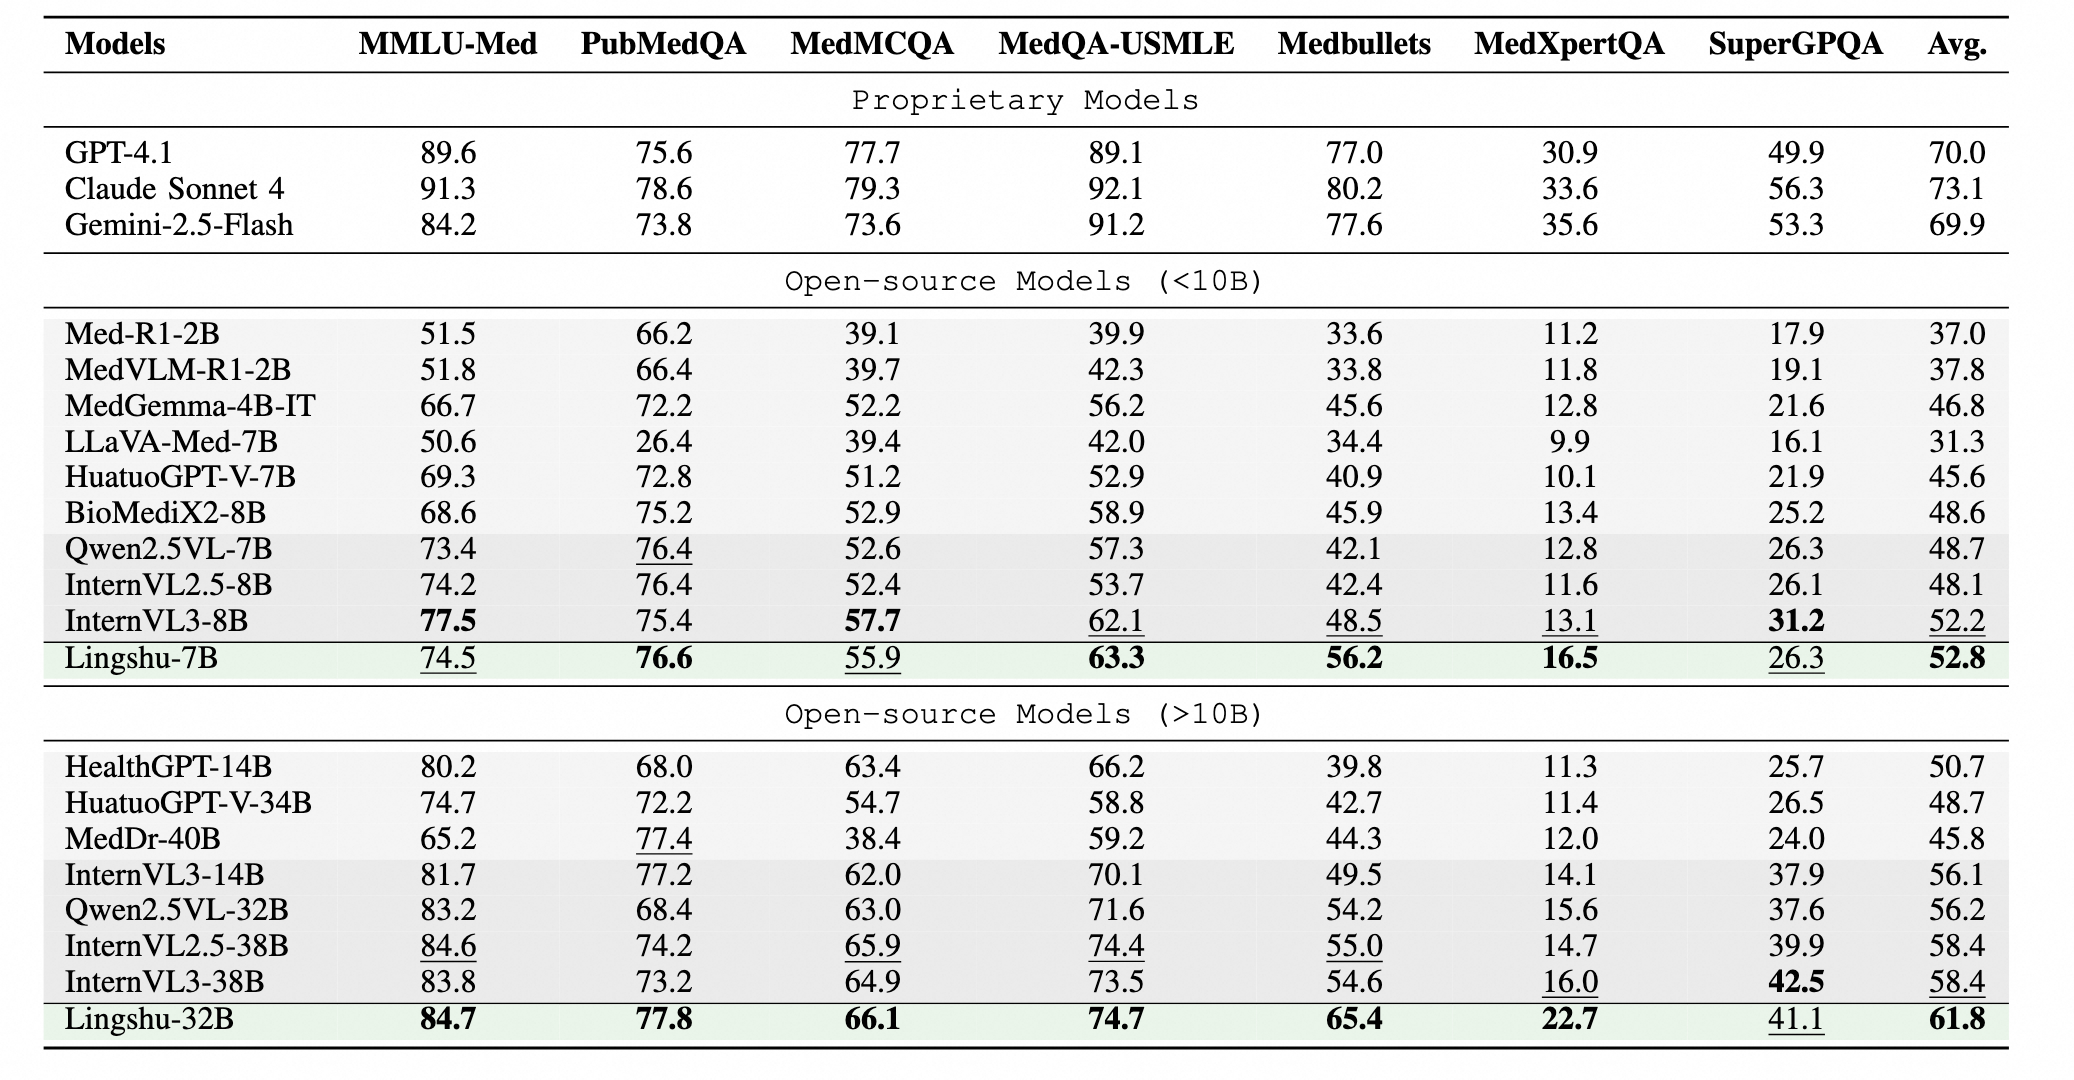 Models MMLU-Med PubMedQA MedMCQA MedQA-USMLE Medbullets MedXpertQA SuperGPQA Avg.
Proprietary Models
GPT-4.1 89.6 75.6 77.7 89.1 77.0 30.9 49.9 70.0
Claude Sonnet 4 91.3 78.6 79.3 92.1 80.2 33.6 56.3 73.1
Gemini-2.5-Flash 84.2 73.8 73.6 91.2 77.6 35.6 53.3 69.9
Open-source Models (<10B)
Med-R1-2B 51.5 66.2 39.1 39.9 33.6 11.2 17.9 37.0
MedVLM-R1-2B 51.8 66.4 39.7 42.3 33.8 11.8 19.1 37.8
MedGemma-4B-IT 66.7 72.2 52.2 56.2 45.6 12.8 21.6 46.8
LLaVA-Med-7B 50.6 26.4 39.4 42.0 34.4 9.9 16.1 31.3
HuatuoGPT-V-7B 69.3 72.8 51.2 52.9 40.9 10.1 21.9 45.6
BioMediX2-8B 68.6 75.2 52.9 58.9 45.9 13.4 25.2 48.6
Qwen2.5VL-7B 73.4 76.4 52.6 57.3 42.1 12.8 26.3 48.7
InternVL2.5-8B 74.2 76.4 52.4 53.7 42.4 11.6 26.1 48.1
InternVL3-8B 77.5 75.4 57.7 62.1 48.5 13.1 31.2 52.2
Lingshu-7B 74.5 76.6 55.9 63.3 56.2 16.5 26.3 52.8
Open-source Models (>10B)
HealthGPT-14B 80.2 68.0 63.4 66.2 39.8 11.3 25.7 50.7
HuatuoGPT-V-34B 74.7 72.2 54.7 58.8 42.7 11.4 26.5 48.7
MedDr-40B 65.2 77.4 38.4 59.2 44.3 12.0 24.0 45.8
InternVL3-14B 81.7 77.2 62.0 70.1 49.5 14.1 37.9 56.1
Qwen2.5VL-32B 83.2 68.4 63.0 71.6 54.2 15.6 37.6 56.2
InternVL2.5-38B 84.6 74.2 65.9 74.4 55.0 14.7 39.9 58.4
InternVL3-38B 83.8 73.2 64.9 73.5 54.6 16.0 42.5 58.4
Lingshu-32B 84.7 77.8 66.1 74.7 65.4 22.7 41.1 61.8